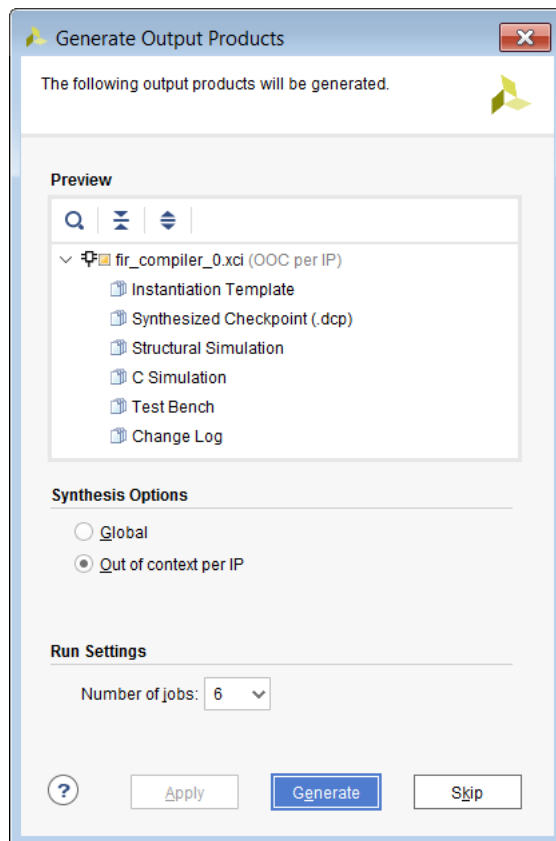 Generate Output Products
The following output products will be generated.
Preview
fir_compiler_0.xci (OOC per IP)
Instantiation Template
Synthesized Checkpoint (.dcp)
Structural Simulation
C Simulation
Test Bench
Change Log
Synthesis Options
Global
Out of context per IP
Run Settings
Number of jobs: 6
? Apply Generate Skip